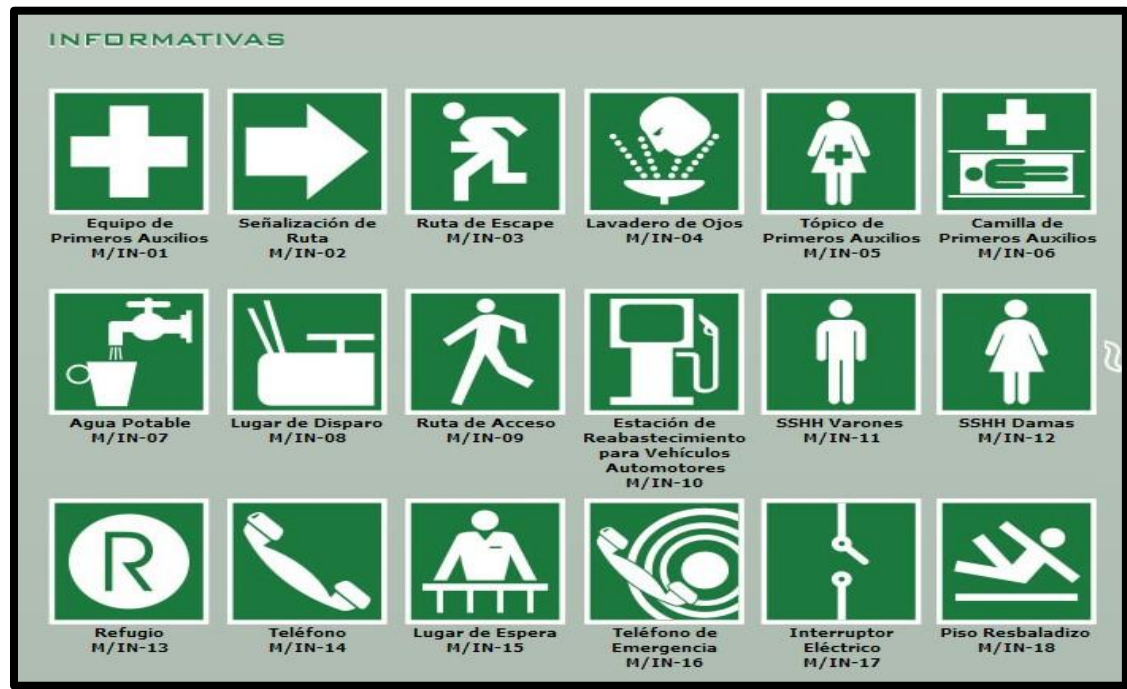 INFORMATIVAS
Equipo de
Primeros Auxilios
M/IN-01
Señalización de
Ruta
M/IN-02
Ruta de Escape
M/IN-03
Lavadero de Ojos
M/IN-04
Tópico de
Primeros Auxilios
M/IN-05
Camilla de
Primeros Auxilios
M/IN-06
Agua Potable
M/IN-07
Lugar de Disparo
M/IN-08
Ruta de Acceso
M/IN-09
Estación de
Reabastecimiento
para Vehículos
Automotores
M/IN-10
SSHH Varones
M/IN-11
SSHH Damas
M/IN-12
R
Refugio
M/IN-13
Teléfono
M/IN-14
Lugar de Espera
M/IN-15
Teléfono de
Emergencia
M/IN-16
Interruptor
Eléctrico
M/IN-17
Piso Resbaladizo
M/IN-18